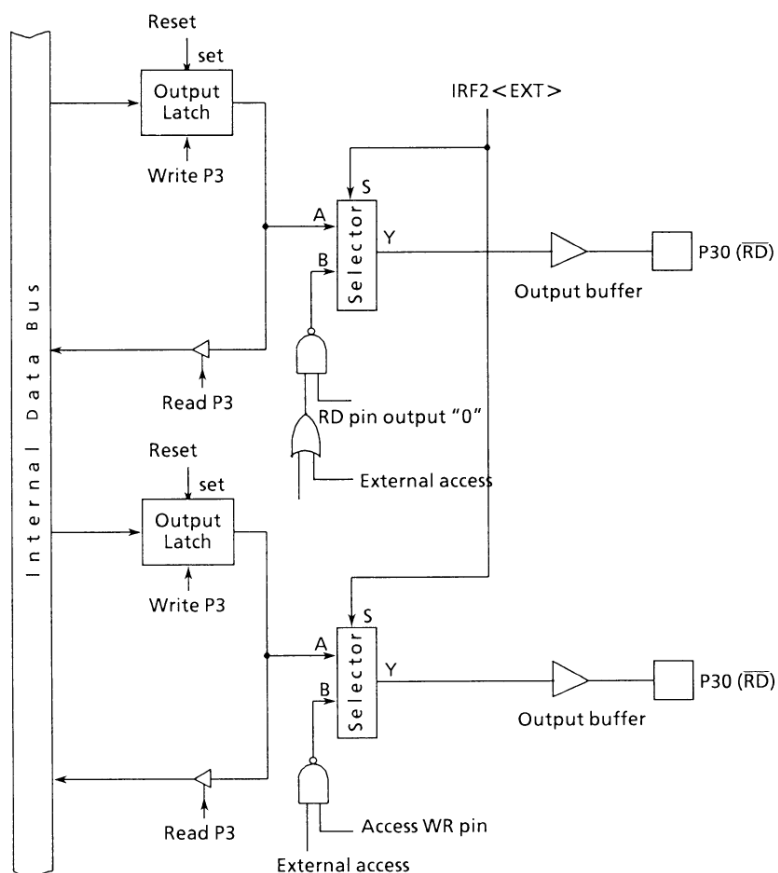 Reset
set
Output
Latch
Write P3
IRF2<EXT>
S
A
B
Selector
Y
Output buffer
P30 (R̅D̅)
Read P3
RD pin output “0”
External access
Internal Data Bus
Reset
set
Output
Latch
Write P3
S
A
B
Selector
Y
Output buffer
P30 (R̅D̅)
Read P3
Access WR pin
External access